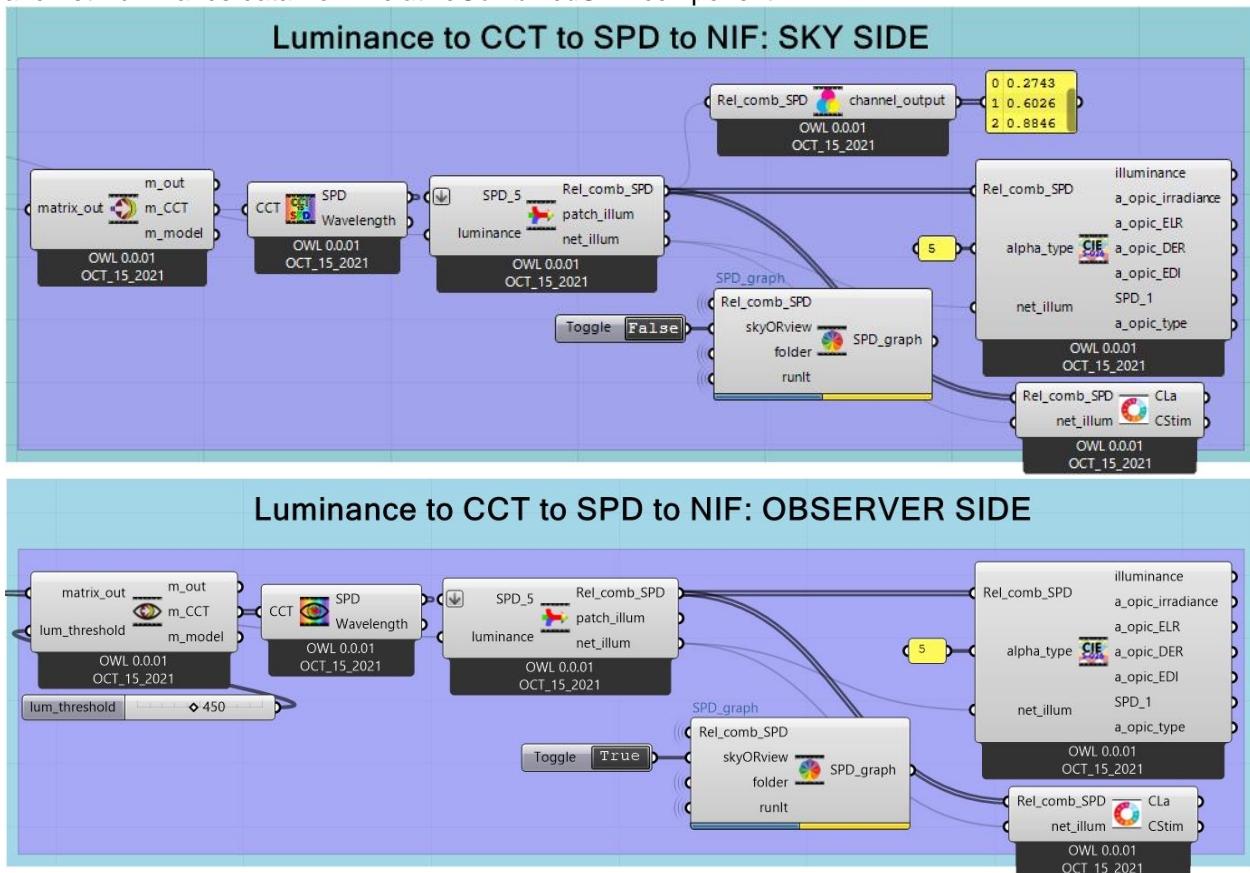 Luminance to CCT to SPD to NIF: SKY SIDE
Rel_comb_SPD channel_output
OWL 0.0.01
OCT_15_2021
0 0.2743
1 0.6026
2 0.8846
matrix_out
m_out
m_CCT
m_model
OWL 0.0.01
OCT_15_2021
CCT
CCT
SPD
SPD
Wavelength
OWL 0.0.01
OCT_15_2021
SPD_5
luminance
Rel_comb_SPD
patch_illum
net_illum
OWL 0.0.01
OCT_15_2021
Toggle False
SPD_graph
Rel_comb_SPD
skyORview
folder
runIt
SPD_graph
5
Rel_comb_SPD
alpha_type
net_illum
CIE
illuminance
a_opic_irradiance
a_opic_ELR
a_opic_DER
a_opic_EDI
SPD_1
a_opic_type
OWL 0.0.01
OCT_15_2021
Rel_comb_SPD
net_illum
CLa
CStim
OWL 0.0.01
OCT_15_2021
Luminance to CCT to SPD to NIF: OBSERVER SIDE
matrix_out
lum_threshold
m_out
m_CCT
m_model
OWL 0.0.01
OCT_15_2021
lum_threshold 450
CCT
SPD
Wavelength
OWL 0.0.01
OCT_15_2021
SPD_5
luminance
Rel_comb_SPD
patch_illum
net_illum
OWL 0.0.01
OCT_15_2021
Toggle True
SPD_graph
Rel_comb_SPD
skyORview
folder
runIt
SPD_graph
5
Rel_comb_SPD
alpha_type
net_illum
CIE
illuminance
a_opic_irradiance
a_opic_ELR
a_opic_DER
a_opic_EDI
SPD_1
a_opic_type
OWL 0.0.01
OCT_15_2021
Rel_comb_SPD
net_illum
CLa
CStim
OWL 0.0.01
OCT_15_2021